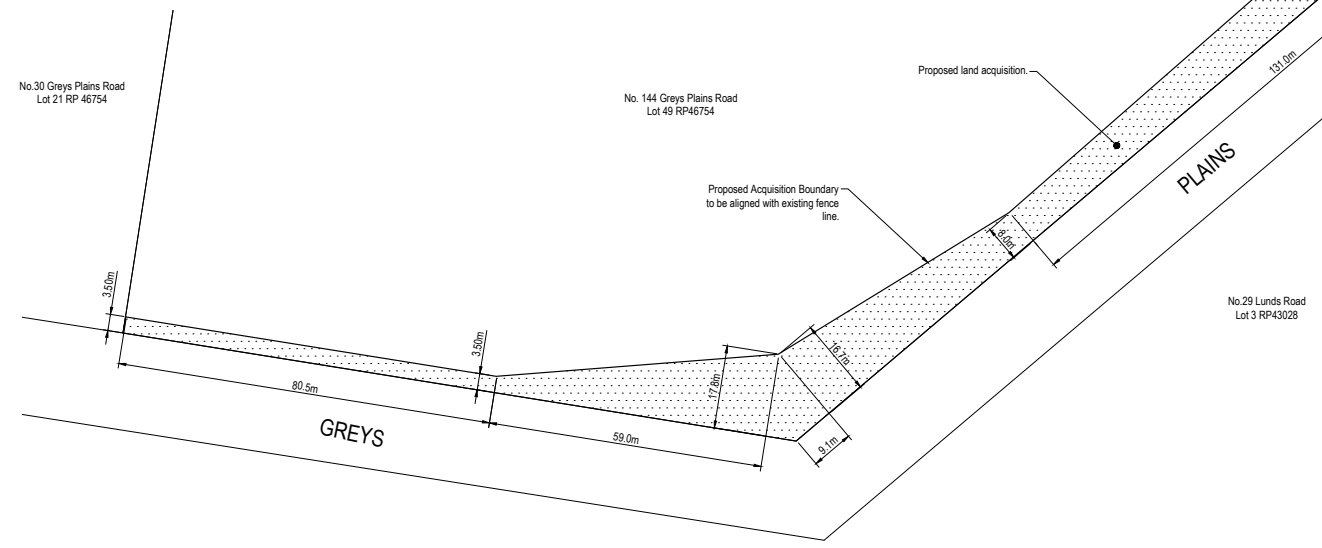 No.30 Greys Plains Road
Lot 21 RP 46754
No. 144 Greys Plains Road
Lot 49 RP46754
Proposed land acquisition.
131.0m
PLAINS
Proposed Acquisition Boundary
to be aligned with existing fence
line.
8.0m
No.29 Lunds Road
Lot 3 RP43028
3.50m
3.50m
80.5m
17.8m
16.7m
59.0m
9.1m
GREYS